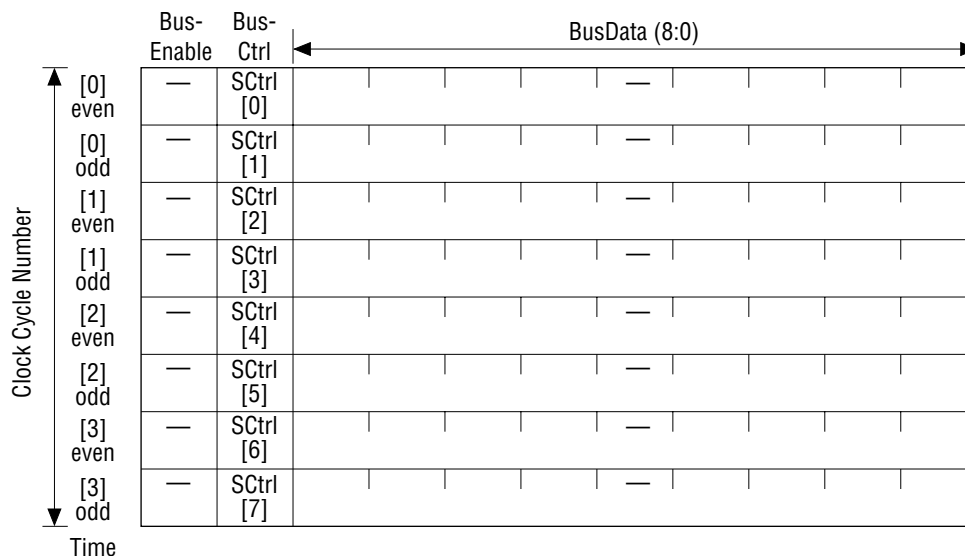 Bus-
Enable
Bus-
Ctrl
BusData (8:0)
Clock Cycle Number
[0]
even
—
SCtrl
[0]
—
[0]
odd
—
SCtrl
[1]
—
[1]
even
—
SCtrl
[2]
—
[1]
odd
—
SCtrl
[3]
—
[2]
even
—
SCtrl
[4]
—
[2]
odd
—
SCtrl
[5]
—
[3]
even
—
SCtrl
[6]
—
[3]
odd
—
SCtrl
[7]
—
Time